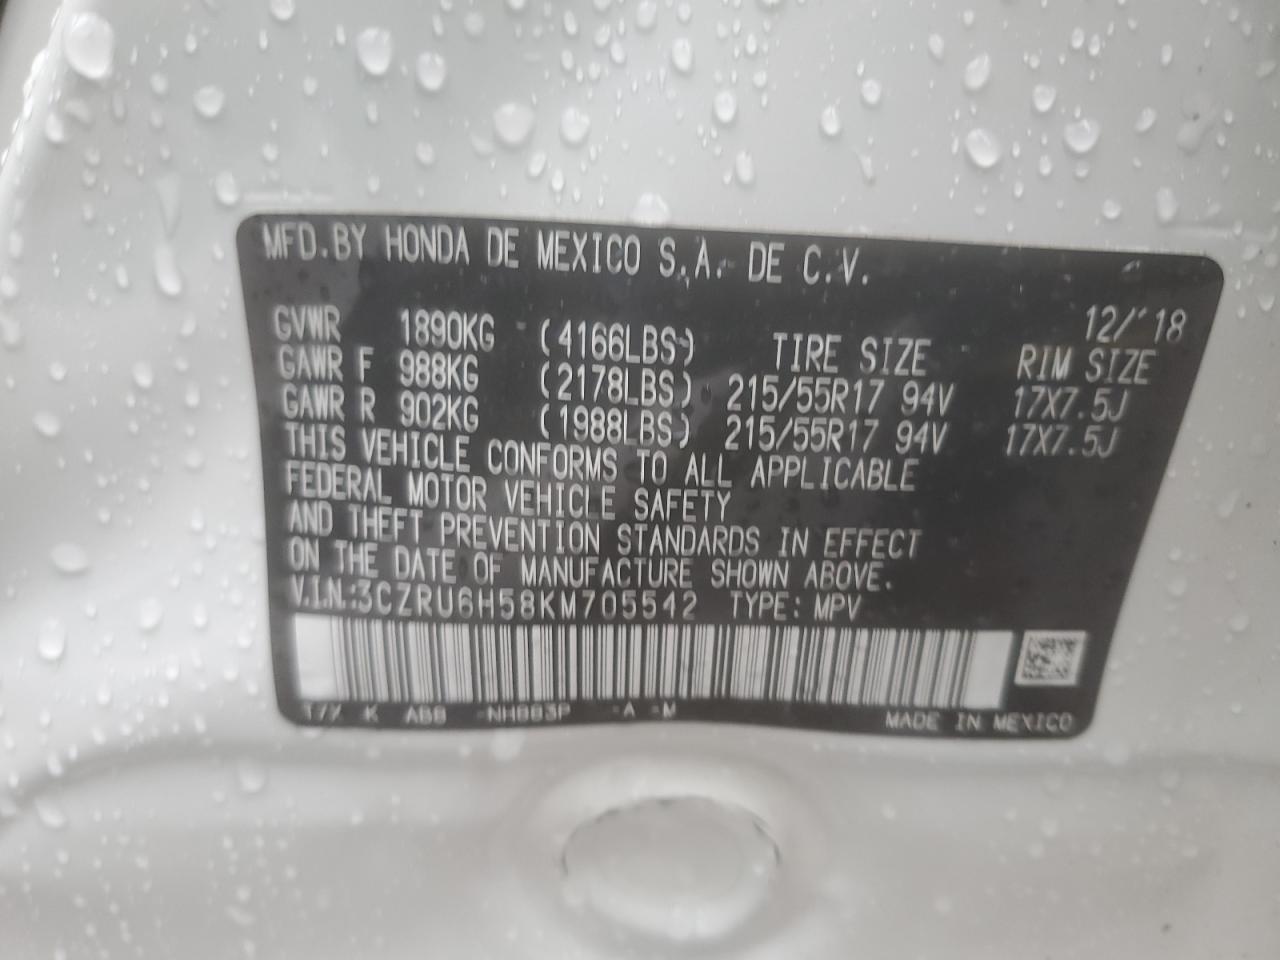 MFD.BY HONDA DE MEXICO S.A. DE C.V.
12/'18
GVWR 1890KG (4166LBS) TIRE SIZE RIM SIZE
GAWR F 988KG (2178LBS) 215/55R17 94V 17X7.5J
GAWR R 902KG (1988LBS) 215/55R17 94V 17X7.5J
THIS VEHICLE CONFORMS TO ALL APPLICABLE
FEDERAL MOTOR VEHICLE SAFETY
AND THEFT PREVENTION STANDARDS IN EFFECT
ON THE DATE OF MANUFACTURE SHOWN ABOVE.
V.I.N.:3CZRU6H58KM705542 TYPE: MPV
K -A -M MADE IN MEXICO